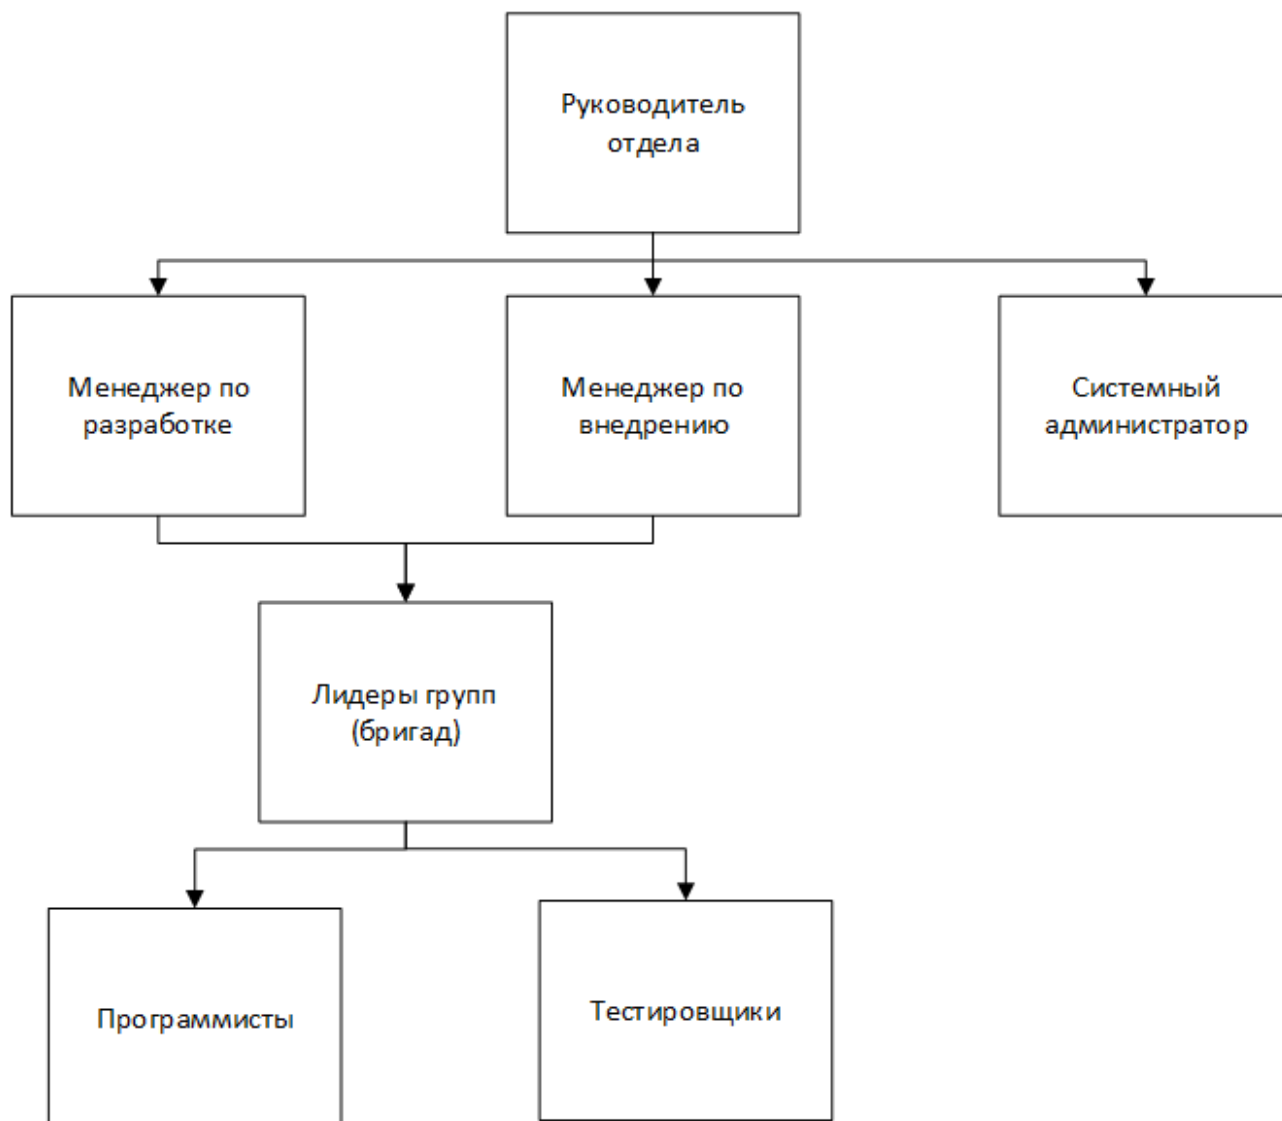 Руководитель
отдела
Менеджер по
разработке
Менеджер по
внедрению
Системный
администратор
Лидеры групп
(бригад)
Программисты
Тестировщики